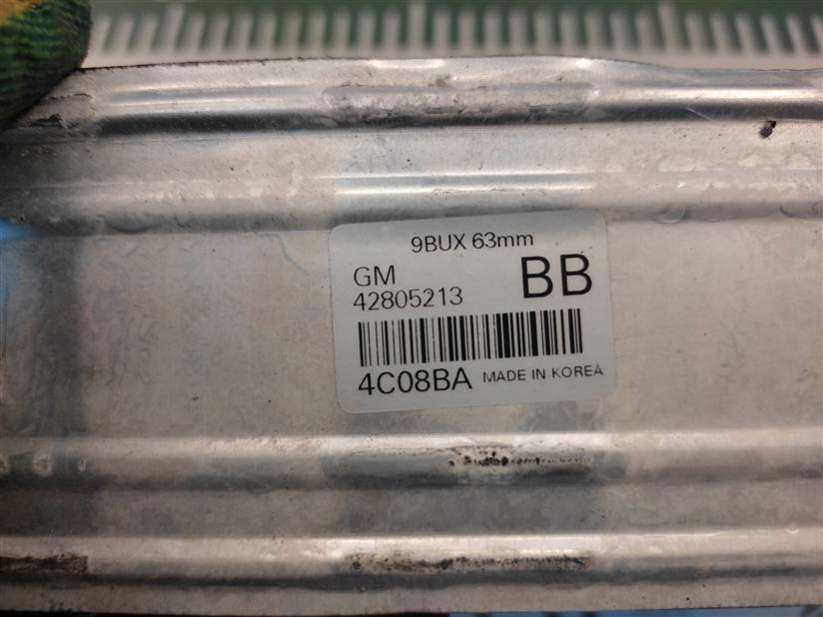 9BUX 63mm
GM BB
42805213
4C08BA MADE IN KOREA